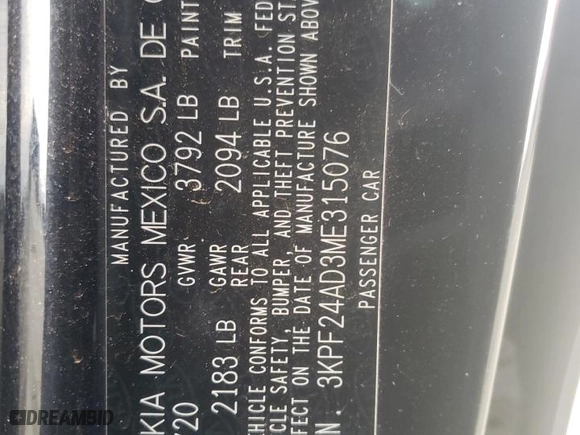 MANUFACTURED BY
KIA MOTORS MEXICO S.A. DE
/20 GVWR 3792 LB PAINT
2183 LB GAWR REAR 2094 LB TRIM
VEHICLE CONFORMS TO ALL APPLICABLE U.S.A. FED
CLE SAFETY, BUMPER, AND THEFT PREVENTION ST
FECT ON THE DATE OF MANUFACTURE SHOWN ABOV
N. 3KPF24AD3ME315076
PASSENGER CAR
DREAMBID